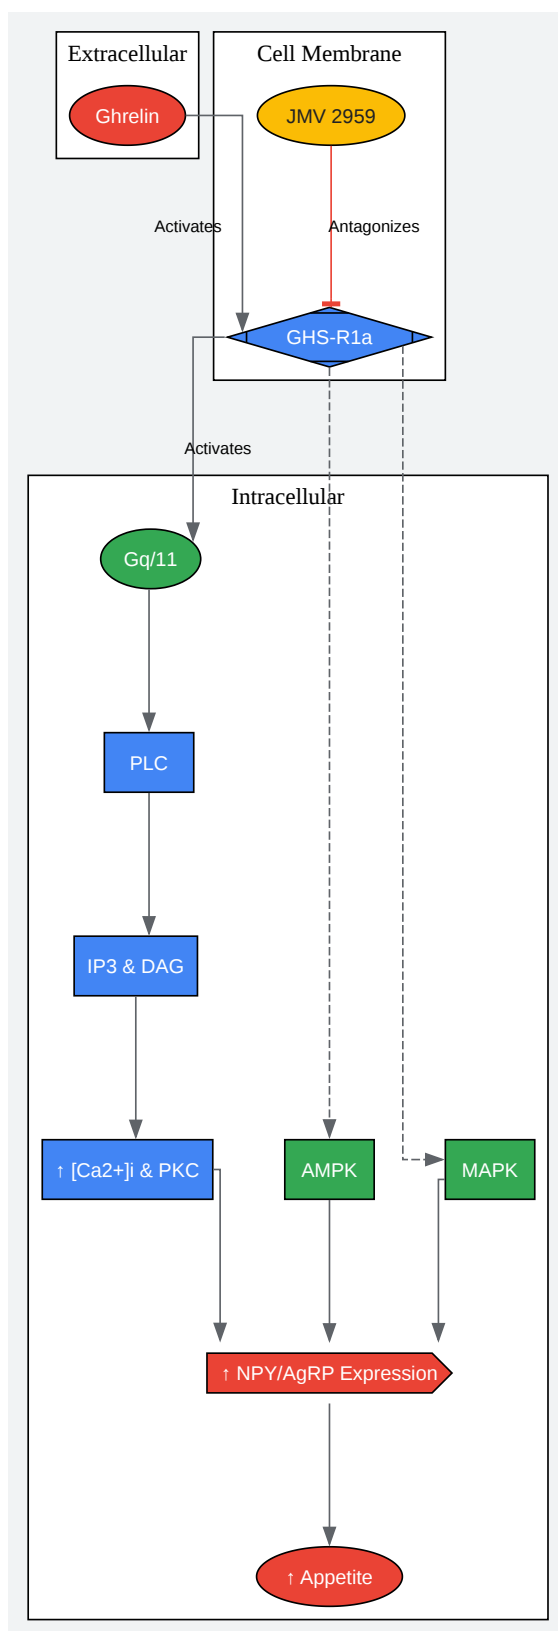 Extracellular
Cell Membrane
Ghrelin
JMV 2959
Activates
Antagonizes
GHS-R1a
Activates
Intracellular
Gq/11
PLC
IP3 & DAG
↑ [Ca2+]i & PKC
AMPK
MAPK
↑ NPY/AgRP Expression
↑ Appetite